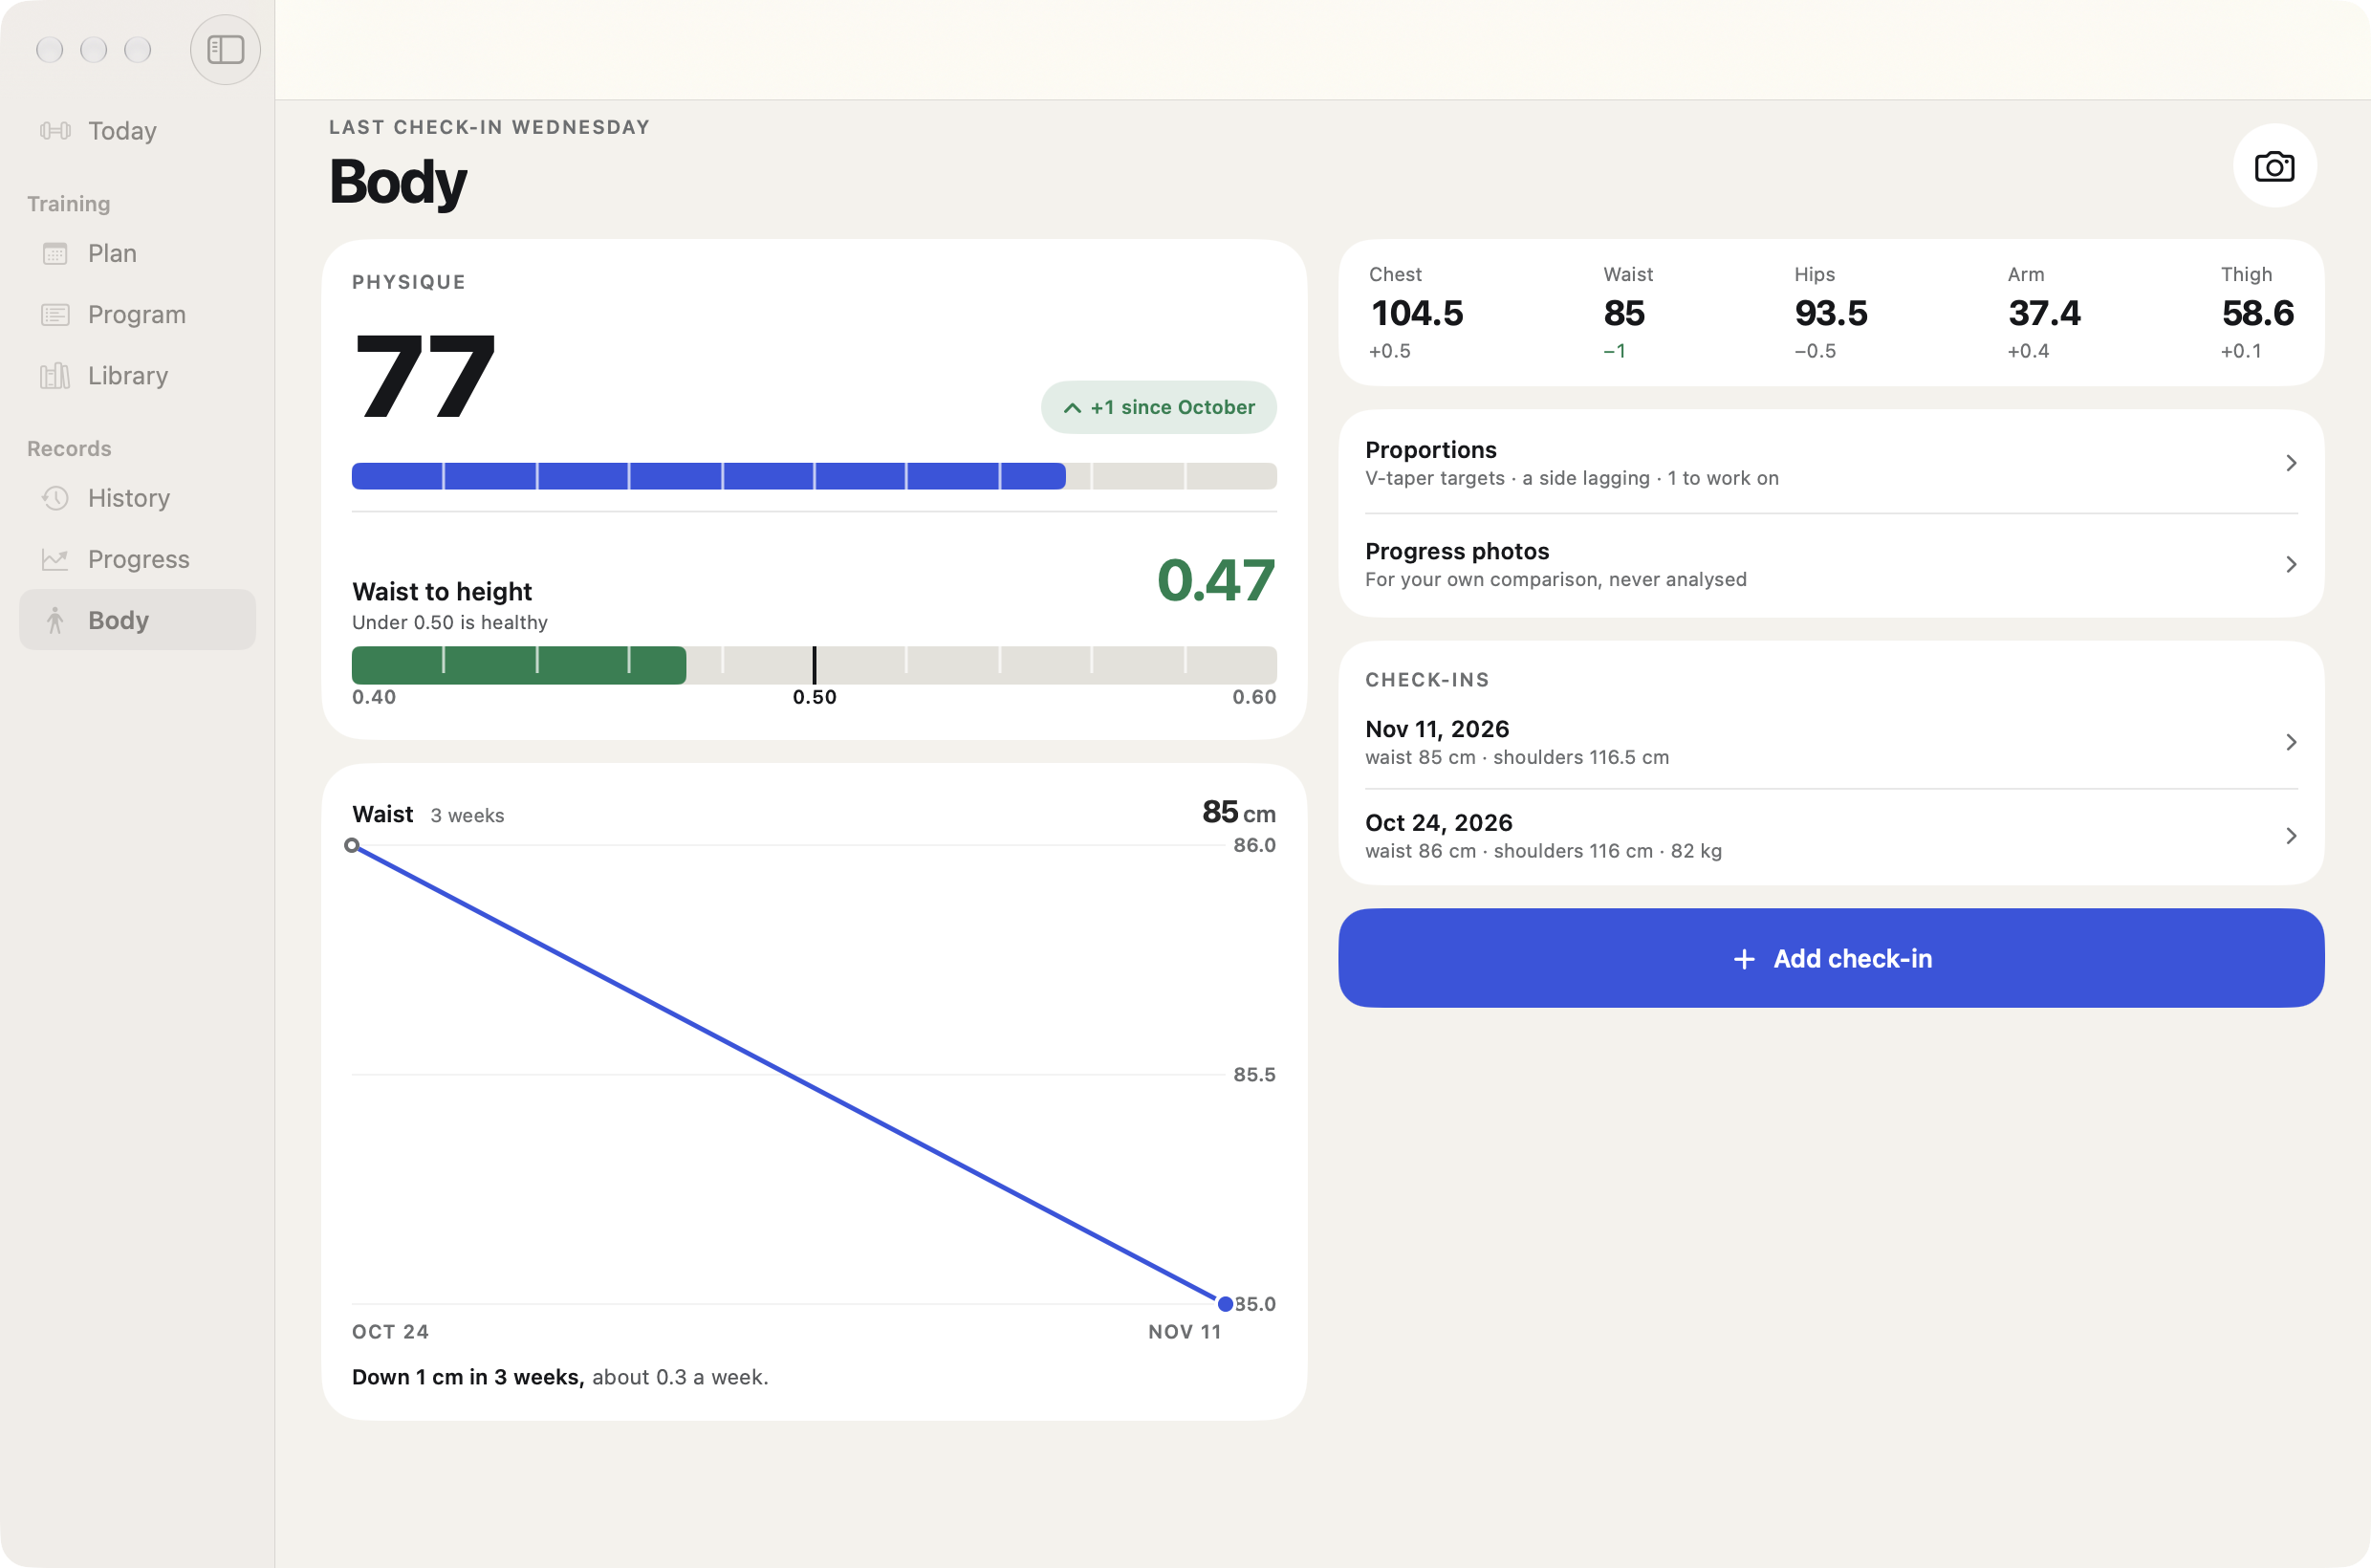 Today
Training
Plan
Program
Library
Records
History
Progress
Body
LAST CHECK-IN WEDNESDAY
Body
PHYSIQUE
77
+1 since October
Waist to height
0.47
Under 0.50 is healthy
0.40
0.50
0.60
Waist 3 weeks
85 cm
86.0
85.5
85.0
OCT 24
NOV 11
Down 1 cm in 3 weeks, about 0.3 a week.
Chest
104.5
+0.5
Waist
85
−1
Hips
93.5
−0.5
Arm
37.4
+0.4
Thigh
58.6
+0.1
Proportions
V-taper targets · a side lagging · 1 to work on
Progress photos
For your own comparison, never analysed
CHECK-INS
Nov 11, 2026
waist 85 cm · shoulders 116.5 cm
Oct 24, 2026
waist 86 cm · shoulders 116 cm · 82 kg
+ Add check-in